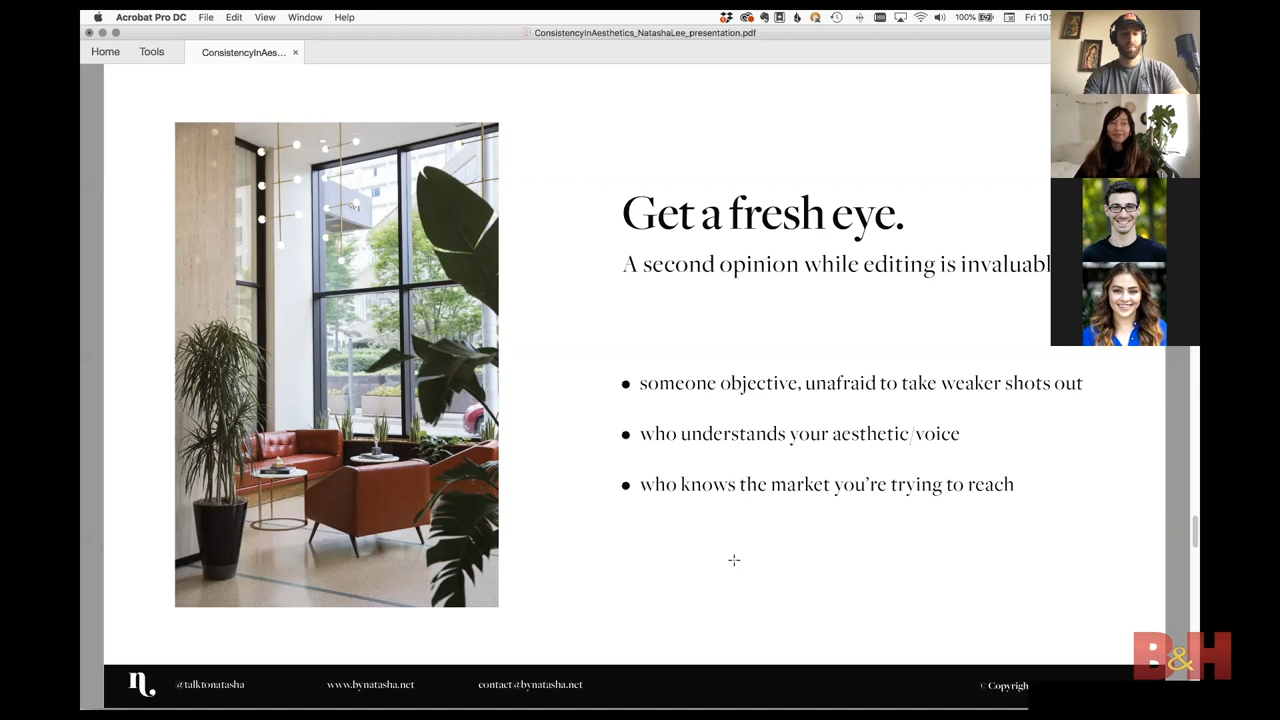 Acrobat Pro DC File Edit View Window Help 100% Fri 10:
ConsistencyInAesthetics_NatashaLee_presentation.pdf
Home Tools ConsistencyInAes... ×
Get a fresh eye.
A second opinion while editing is invaluabl
• someone objective, unafraid to take weaker shots out
• who understands your aesthetic/voice
• who knows the market you're trying to reach
n. @talktonatasha www.bynatasha.net contact@bynatasha.net © Copyrigh
B&H